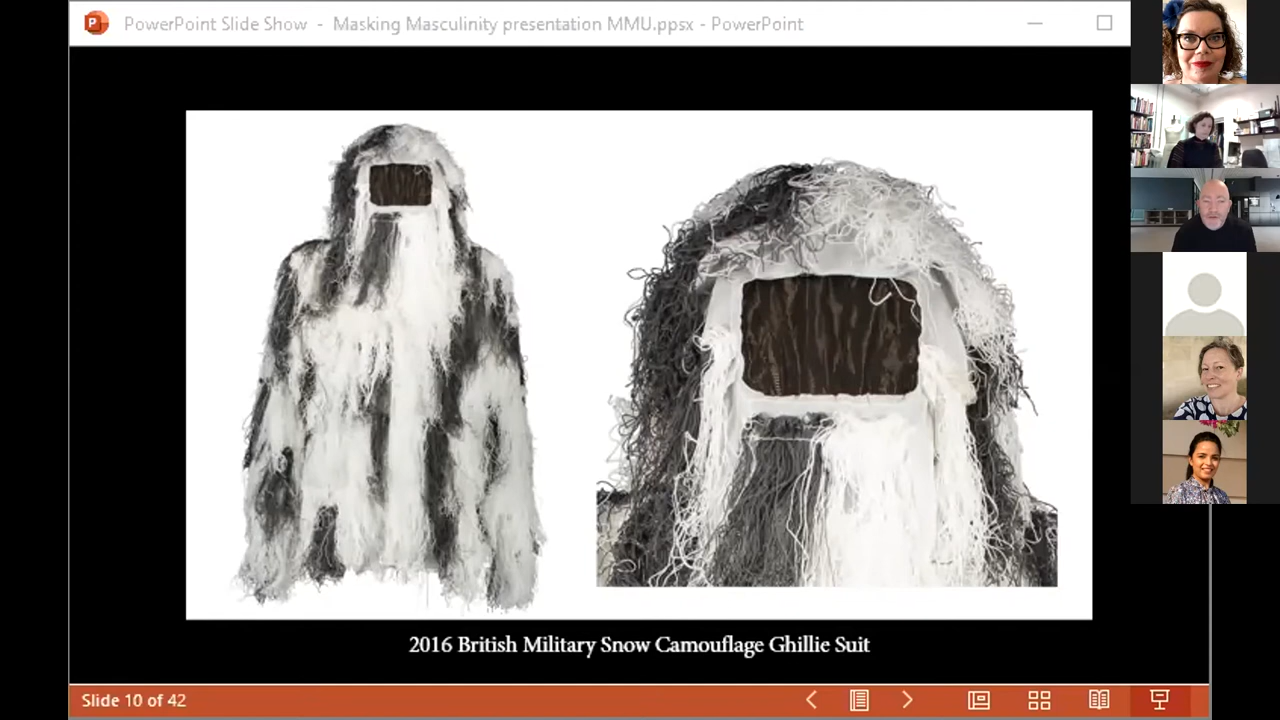 PowerPoint Slide Show - Masking Masculinity presentation MMU.ppsx - PowerPoint
2016 British Military Snow Camouflage Ghillie Suit
Slide 10 of 42